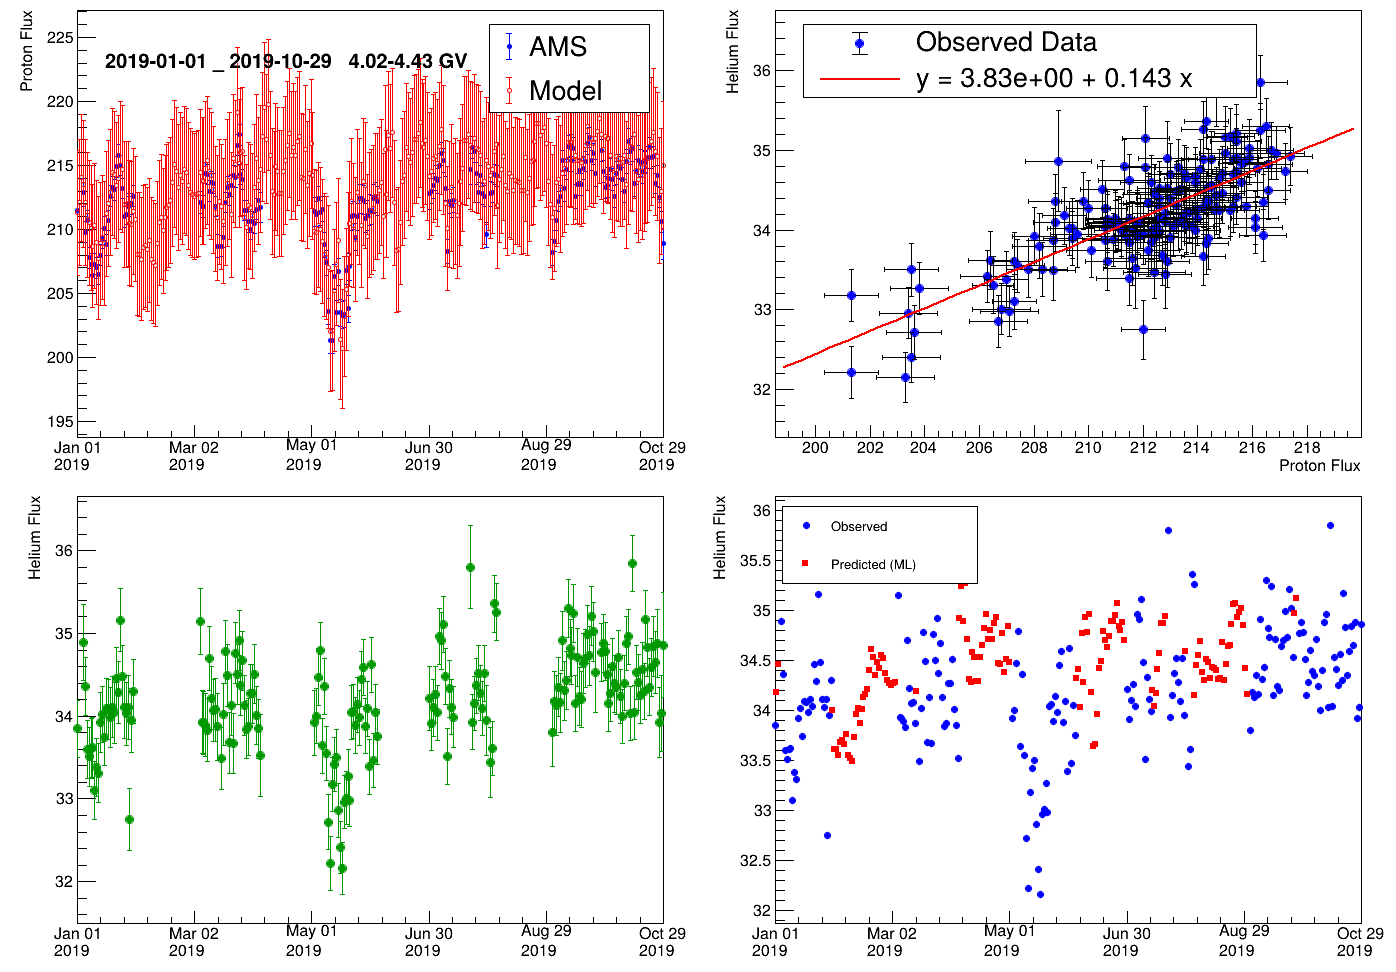 Proton Flux
225
220
215
210
205
200
195
2019-01-01 _ 2019-10-29 4.02-4.43 GV
AMS
Model
Jan 01 2019
Mar 02 2019
May 01 2019
Jun 30 2019
Aug 29 2019
Oct 29 2019
Helium Flux
36
35
34
33
32
Observed Data
y = 3.83e+00 + 0.143 x
200 202 204 206 208 210 212 214 216 218
Proton Flux
Helium Flux
36
35
34
33
32
Jan 01 2019
Mar 02 2019
May 01 2019
Jun 30 2019
Aug 29 2019
Oct 29 2019
Helium Flux
36
35.5
35
34.5
34
33.5
33
32.5
32
Observed
Predicted (ML)
Jan 01 2019
Mar 02 2019
May 01 2019
Jun 30 2019
Aug 29 2019
Oct 29 2019